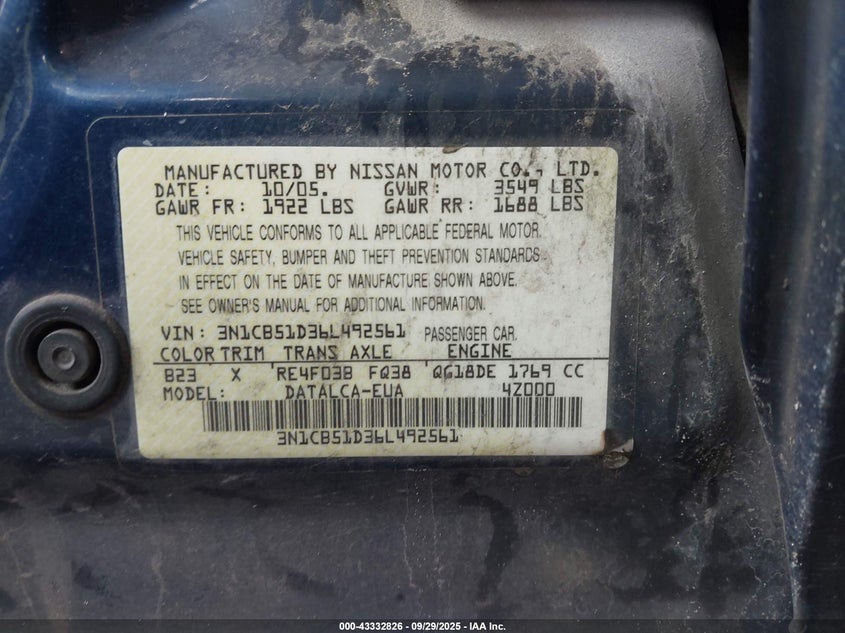 MANUFACTURED BY NISSAN MOTOR CO., LTD.
DATE: 10/05. GVWR: 3549 LBS
GAWR FR: 1922 LBS GAWR RR: 1688 LBS
THIS VEHICLE CONFORMS TO ALL APPLICABLE FEDERAL MOTOR
VEHICLE SAFETY, BUMPER AND THEFT PREVENTION STANDARDS
IN EFFECT ON THE DATE OF MANUFACTURE SHOWN ABOVE.
SEE OWNER'S MANUAL FOR ADDITIONAL INFORMATION.
VIN: 3N1CB51D36L492561 PASSENGER CAR
COLOR TRIM TRANS AXLE ENGINE
B23 X RE4F03B FQ38 QG18DE 1769 CC
MODEL: DATALCA-EUA 4Z000
3N1CB51D36L492561
000-43332826 - 09/29/2025 - IAA Inc.